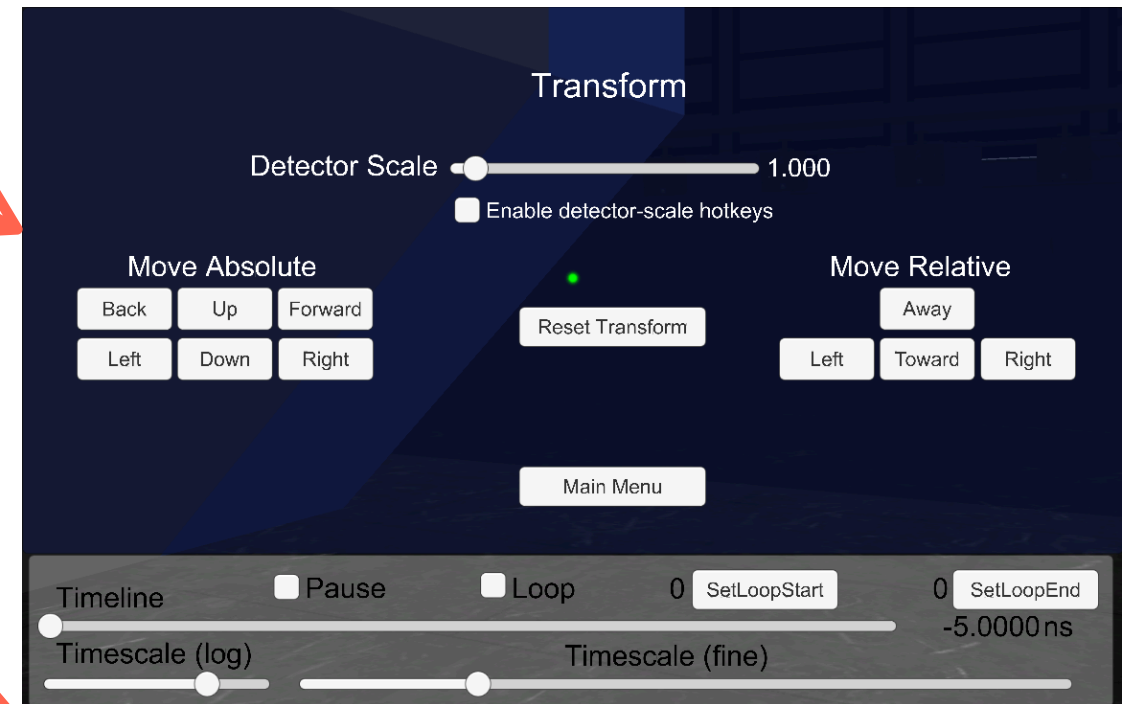 Transform
Detector Scale 1.000
Enable detector-scale hotkeys
Move Absolute
Back Up Forward
Left Down Right
Reset Transform
Move Relative
Away
Left Toward Right
Main Menu
Timeline Pause Loop 0 SetLoopStart 0 SetLoopEnd
-5.0000ns
Timescale (log) Timescale (fine)